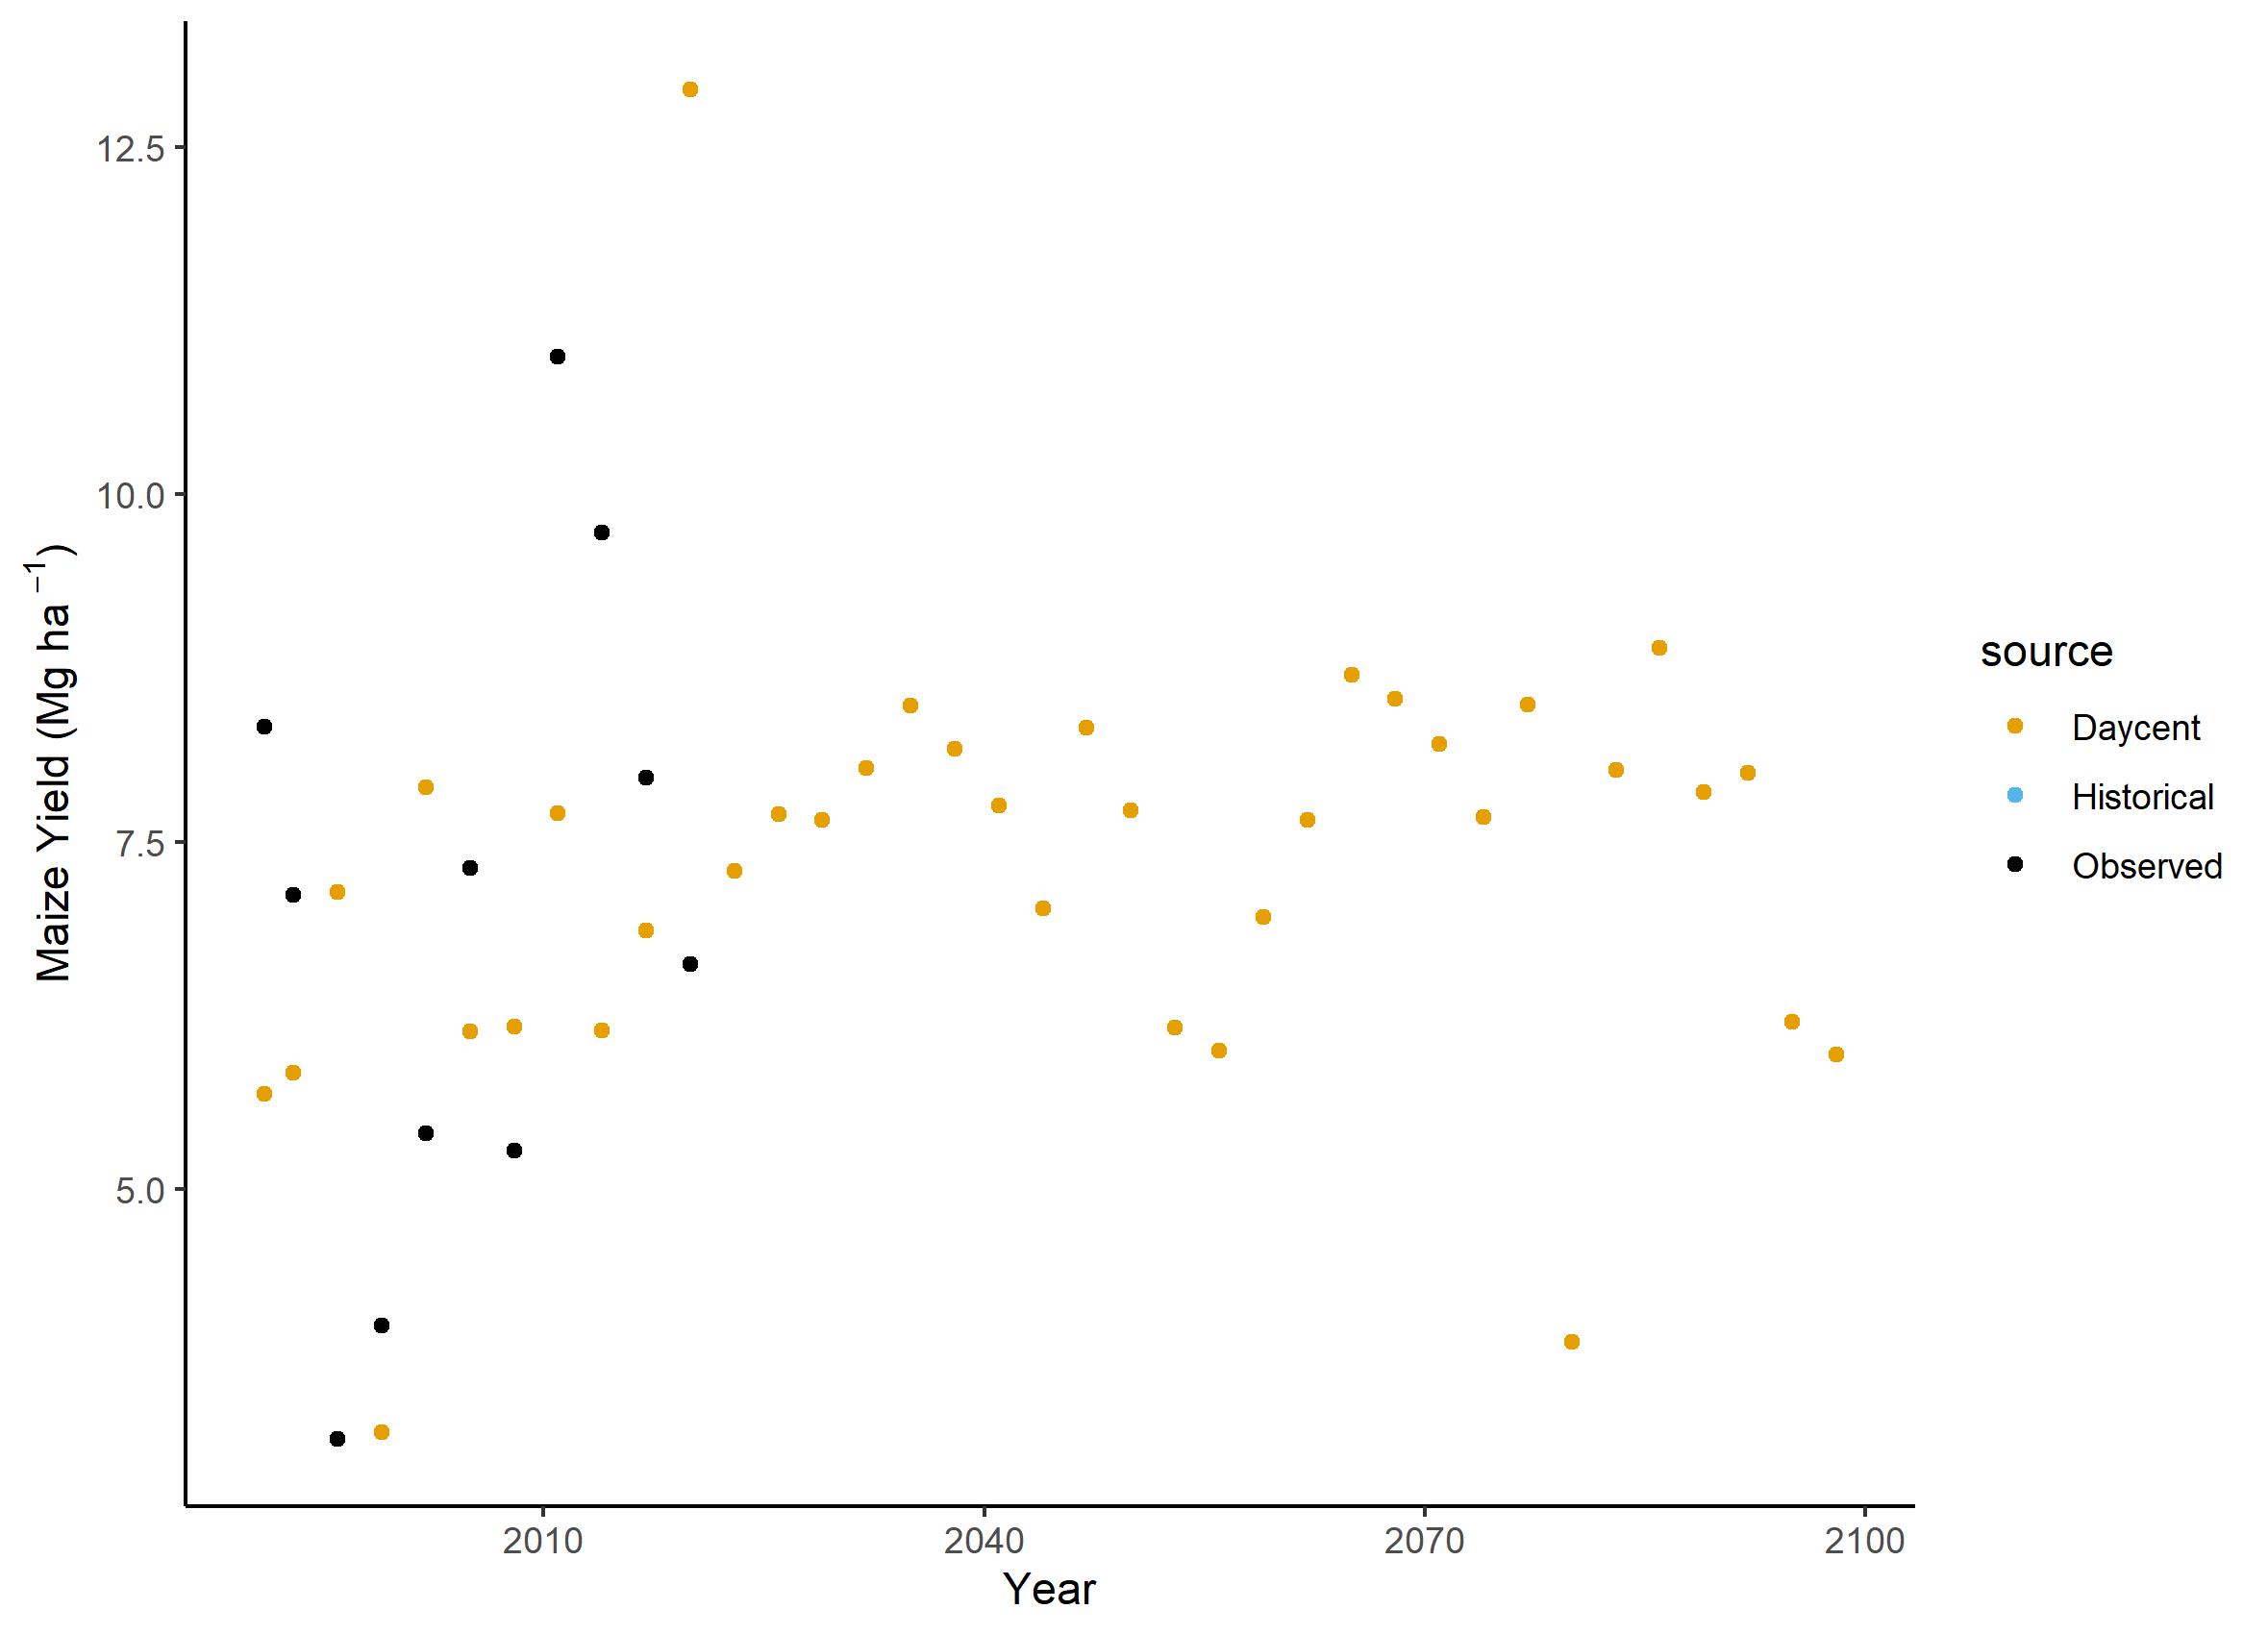 12.5
10.0
7.5
5.0
Maize Yield (Mg ha⁻¹)
2010 2040 2070 2100
Year
source
Daycent
Historical
Observed